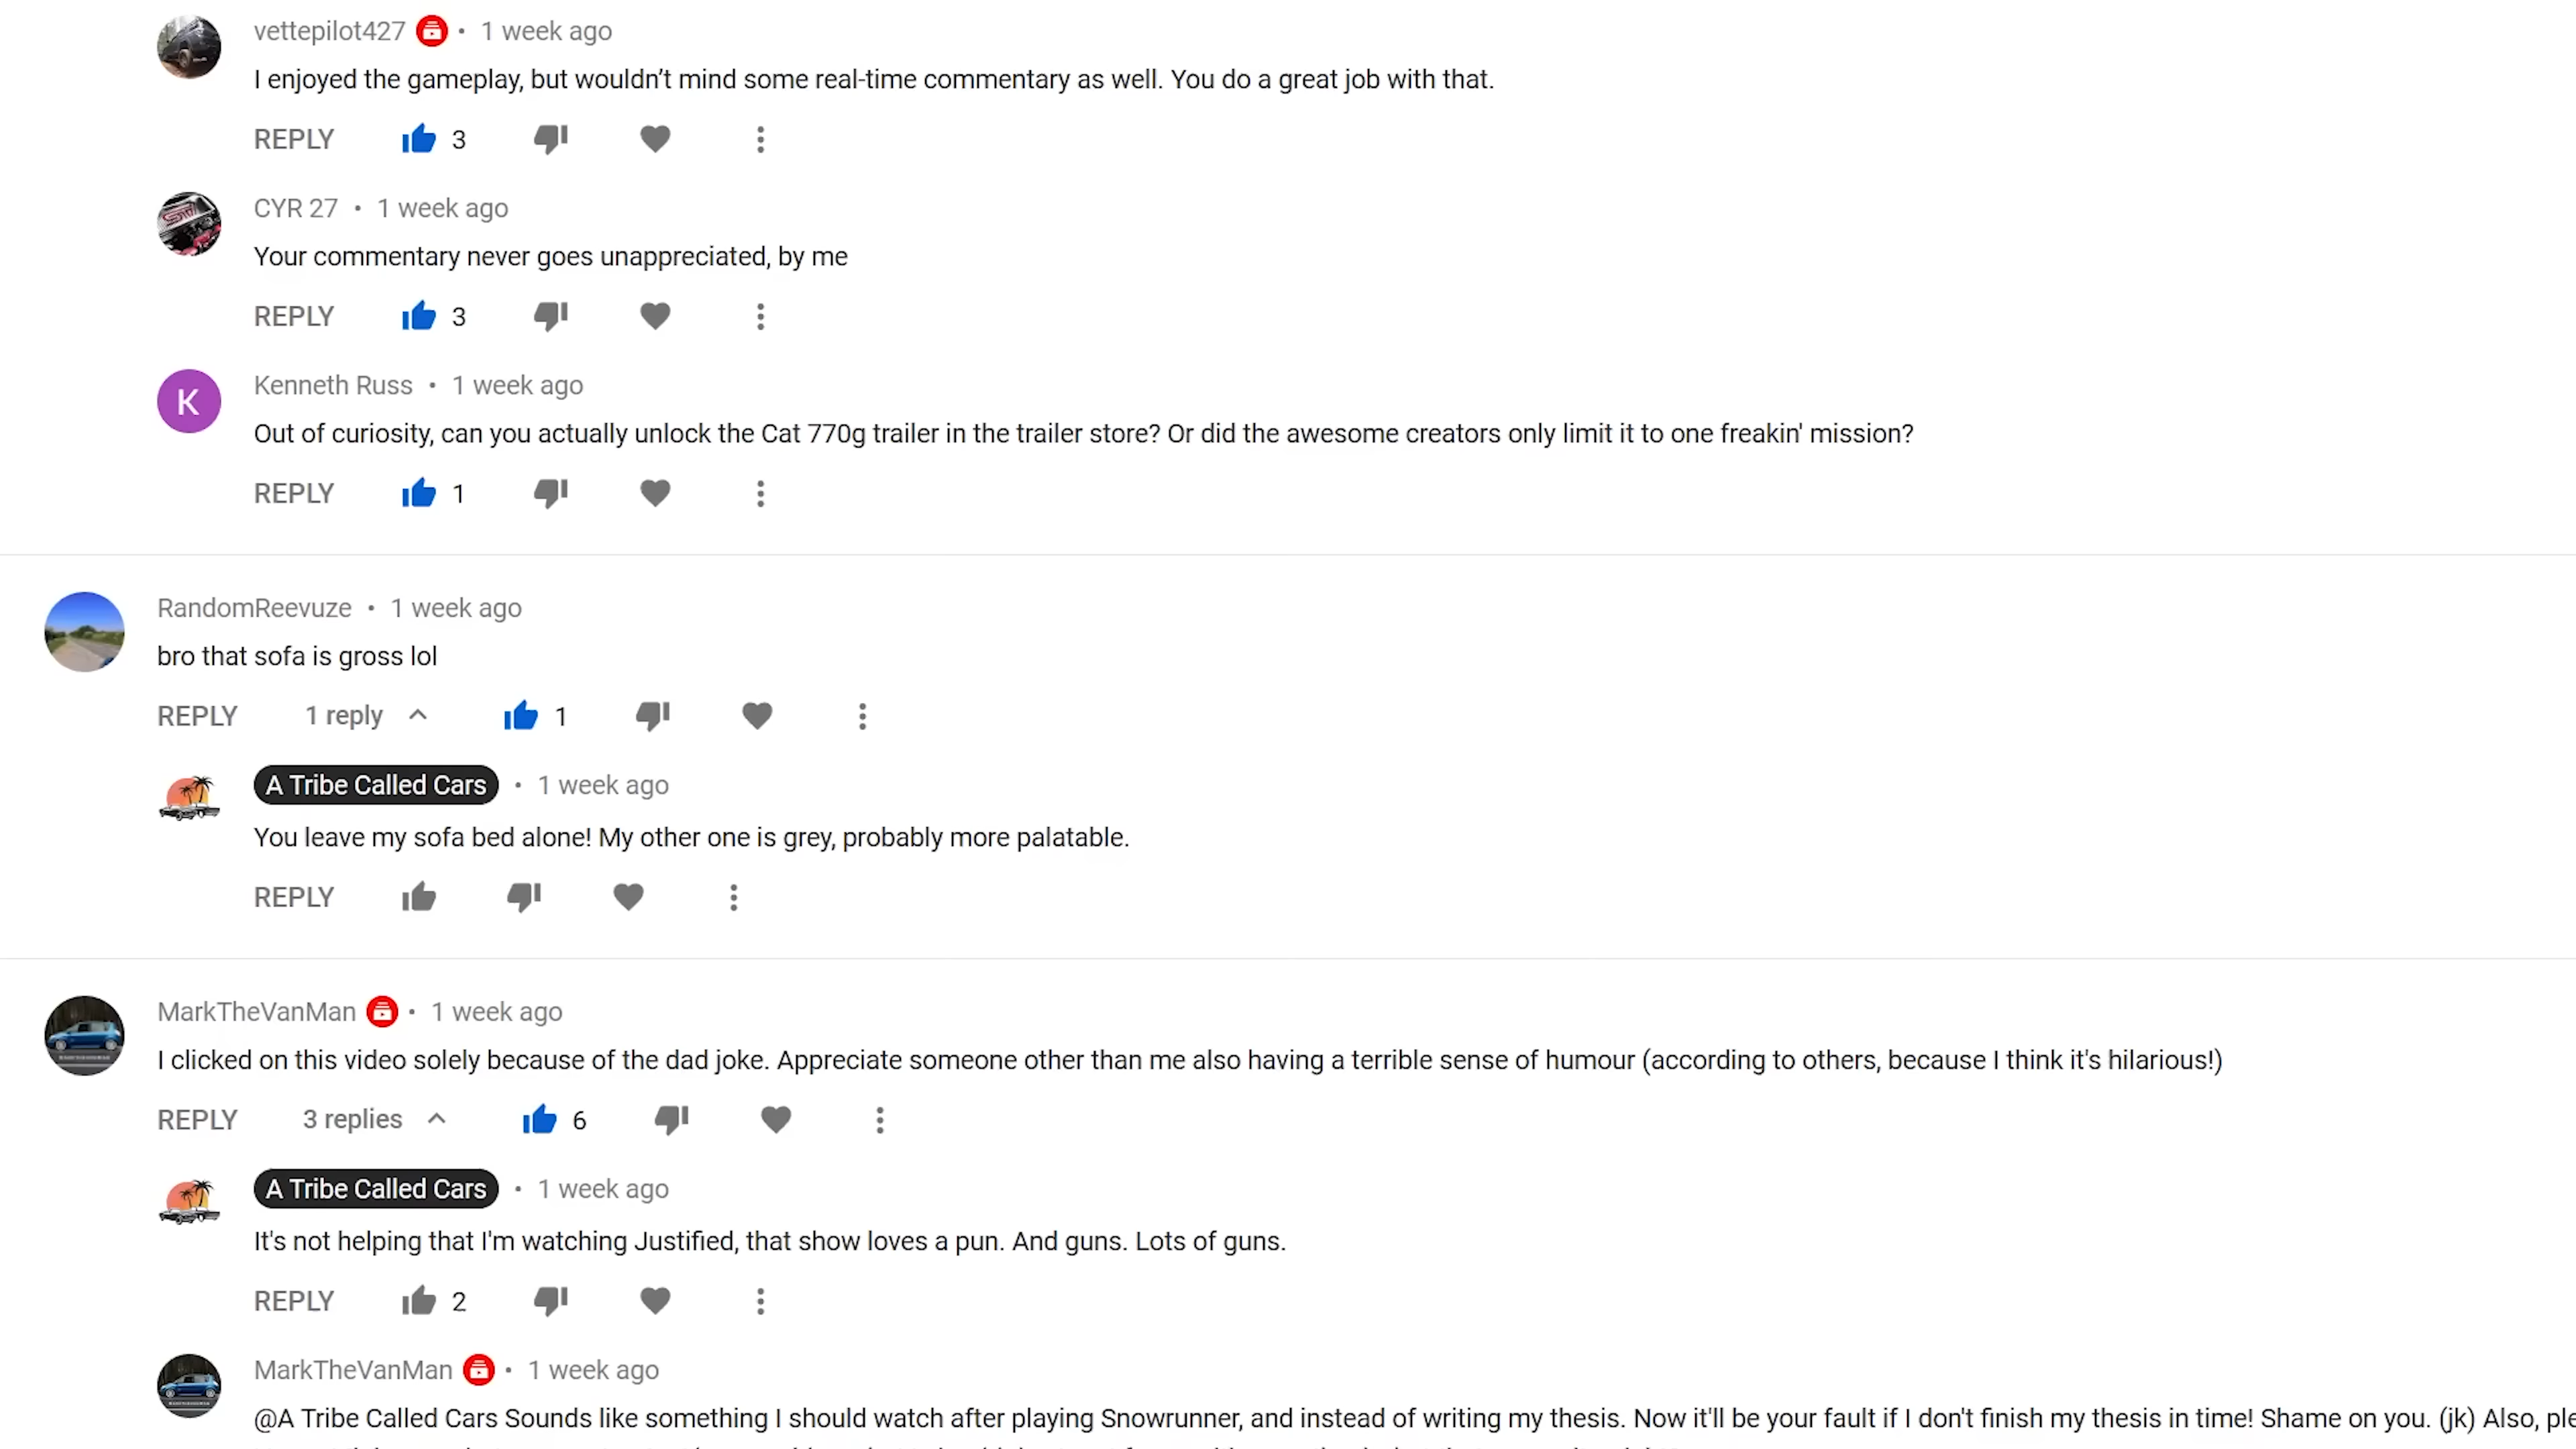 vettepilot427 • 1 week ago
I enjoyed the gameplay, but wouldn’t mind some real-time commentary as well. You do a great job with that.
REPLY 3
CYR 27 • 1 week ago
Your commentary never goes unappreciated, by me
REPLY 3
K
Kenneth Russ • 1 week ago
Out of curiosity, can you actually unlock the Cat 770g trailer in the trailer store? Or did the awesome creators only limit it to one freakin' mission?
REPLY 1
RandomReevuze • 1 week ago
bro that sofa is gross lol
REPLY 1 reply 1
A Tribe Called Cars • 1 week ago
You leave my sofa bed alone! My other one is grey, probably more palatable.
REPLY
MarkTheVanMan • 1 week ago
I clicked on this video solely because of the dad joke. Appreciate someone other than me also having a terrible sense of humour (according to others, because I think it's hilarious!)
REPLY 3 replies 6
A Tribe Called Cars • 1 week ago
It's not helping that I'm watching Justified, that show loves a pun. And guns. Lots of guns.
REPLY 2
MarkTheVanMan • 1 week ago
@A Tribe Called Cars Sounds like something I should watch after playing Snowrunner, and instead of writing my thesis. Now it'll be your fault if I don't finish my thesis in time! Shame on you. (jk) Also,